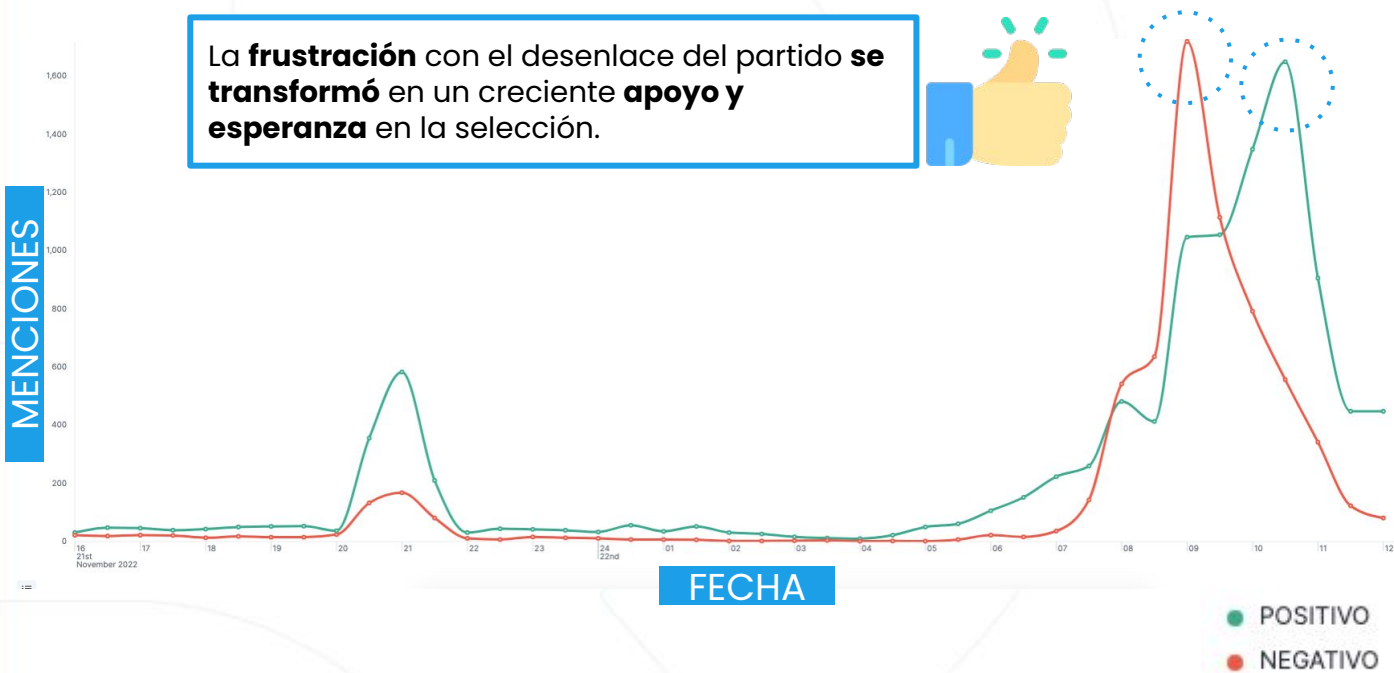 La frustración con el desenlace del partido se
transformó en un creciente apoyo y
esperanza en la selección.
MENCIONES
1,600
1,400
1,200
1,000
800
600
400
200
0
16 17 18 19 20 21 22 23 24 01 02 03 04 05 06 07 08 09 10 11 12
21st 22nd
November 2022
FECHA
POSITIVO
NEGATIVO